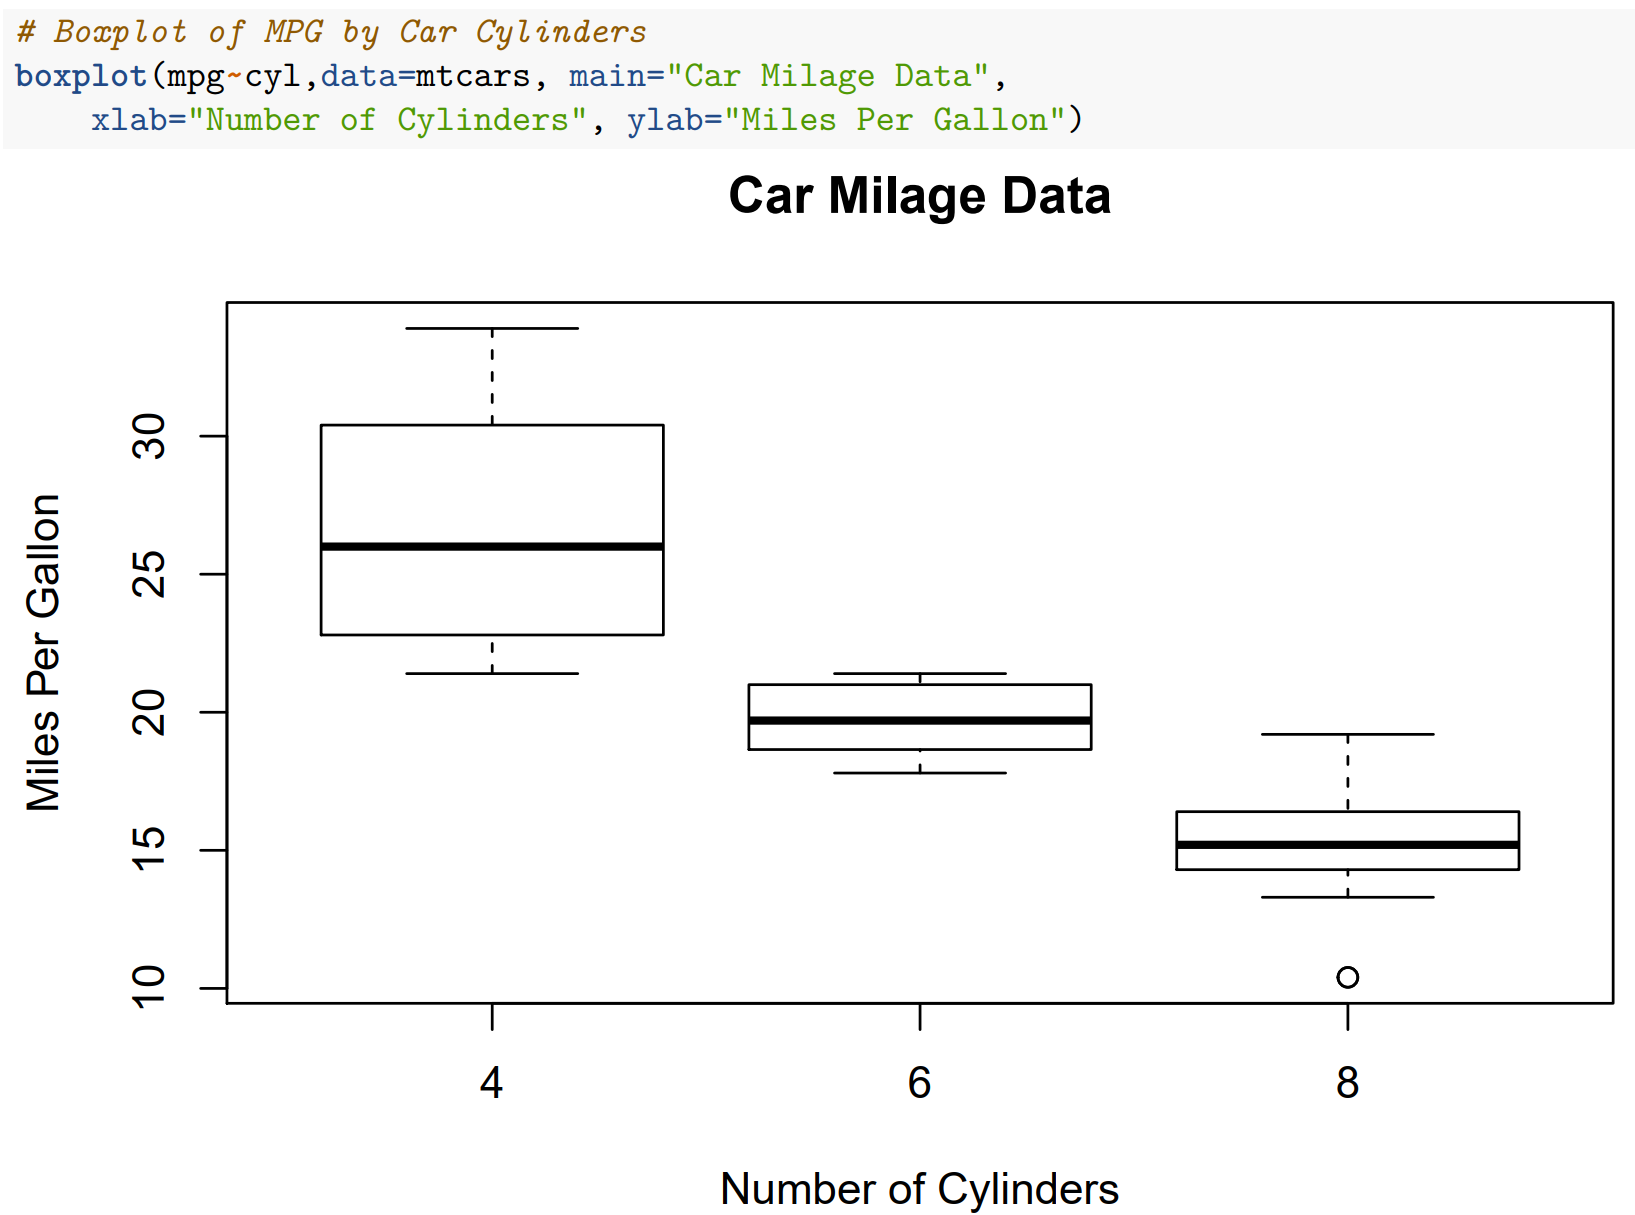 # Boxplot of MPG by Car Cylinders
boxplot(mpg~cyl,data=mtcars, main="Car Milage Data",
    xlab="Number of Cylinders", ylab="Miles Per Gallon")
Car Milage Data
Miles Per Gallon
30
25
20
15
10
4 6 8
Number of Cylinders